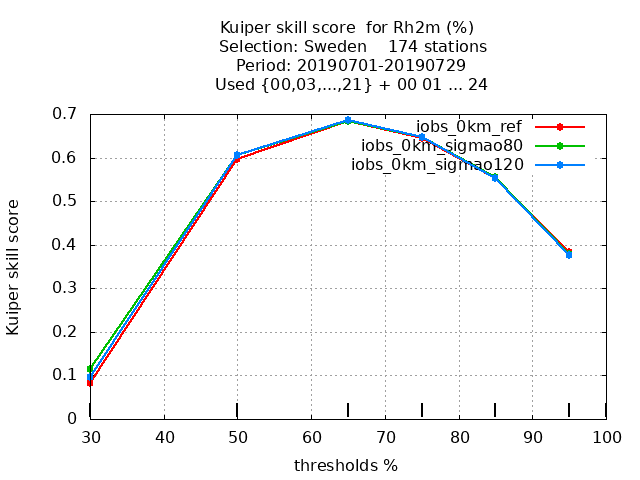 Kuiper skill score  for Rh2m (%)
Selection: Sweden    174 stations
Period: 20190701-20190729
Used {00,03,...,21} + 00 01 ... 24
iobs_0km_ref
iobs_0km_sigmao80
iobs_0km_sigmao120
Kuiper skill score
0.7
0.6
0.5
0.4
0.3
0.2
0.1
0
30 40 50 60 70 80 90 100
thresholds %